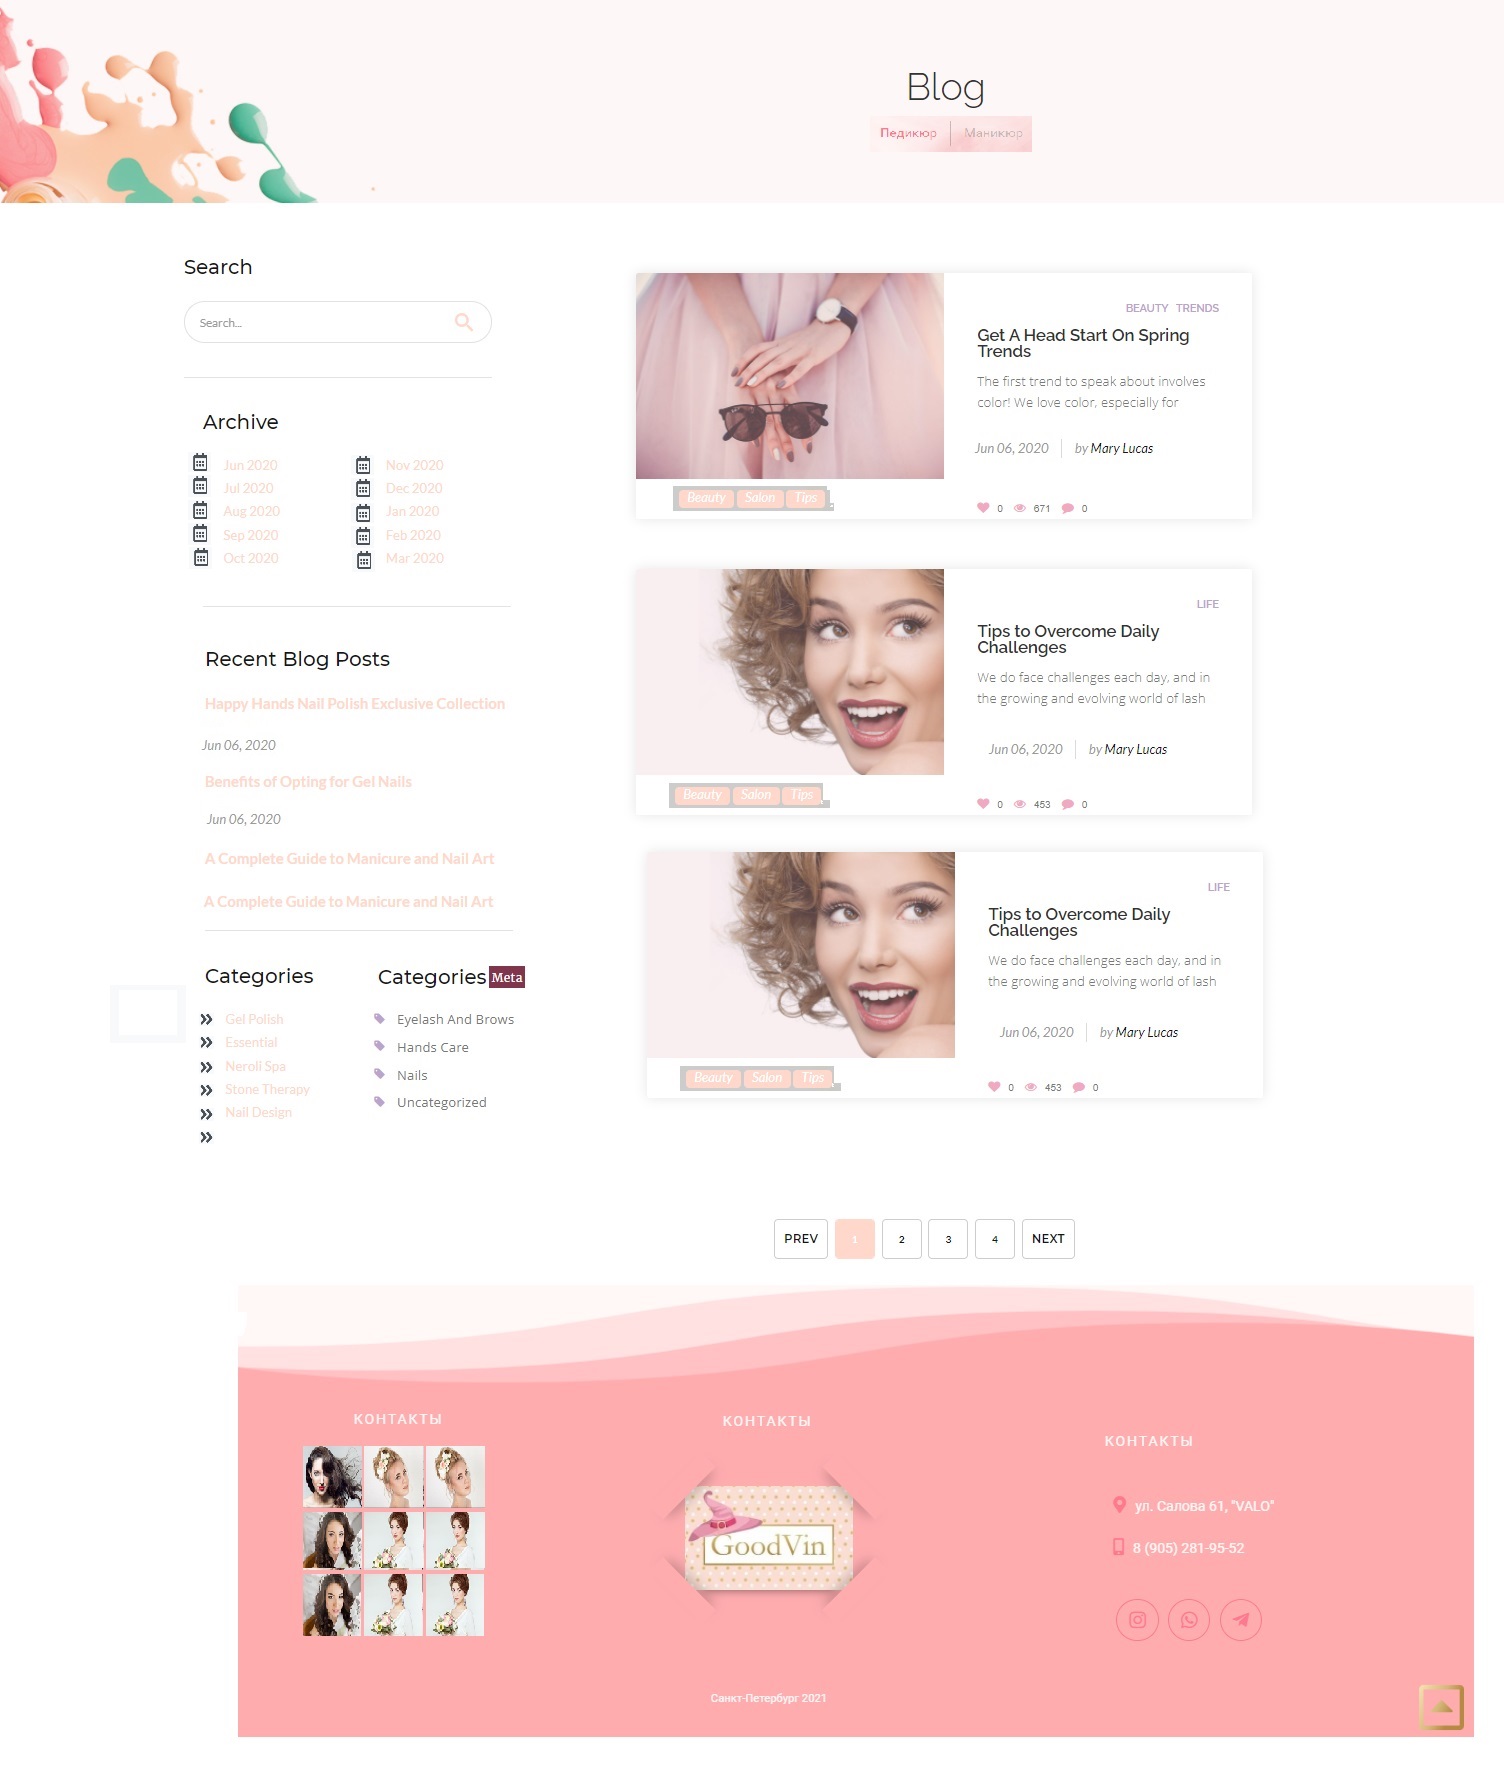 Blog
Педикюр Маникюр
Search
Search...
Archive
Jun 2020 Nov 2020
Jul 2020 Dec 2020
Aug 2020 Jan 2020
Sep 2020 Feb 2020
Oct 2020 Mar 2020
Recent Blog Posts
Happy Hands Nail Polish Exclusive Collection
Jun 06, 2020
Benefits of Opting for Gel Nails
Jun 06, 2020
A Complete Guide to Manicure and Nail Art
A Complete Guide to Manicure and Nail Art
Categories
Gel Polish
Essential
Neroli Spa
Stone Therapy
Nail Design
Categories Meta
Eyelash And Brows
Hands Care
Nails
Uncategorized
BEAUTY TRENDS
Get A Head Start On Spring
Trends
The first trend to speak about involves
color! We love color, especially for
Jun 06, 2020 by Mary Lucas
Beauty Salon Tips
0 671 0
LIFE
Tips to Overcome Daily
Challenges
We do face challenges each day, and in
the growing and evolving world of lash
Jun 06, 2020 by Mary Lucas
Beauty Salon Tips
0 453 0
LIFE
Tips to Overcome Daily
Challenges
We do face challenges each day, and in
the growing and evolving world of lash
Jun 06, 2020 by Mary Lucas
Beauty Salon Tips
0 453 0
PREV 1 2 3 4 NEXT
КОНТАКТЫ
КОНТАКТЫ
GoodVin
КОНТАКТЫ
ул. Салова 61, "VALO"
8 (905) 281-95-52
Санкт-Петербург 2021